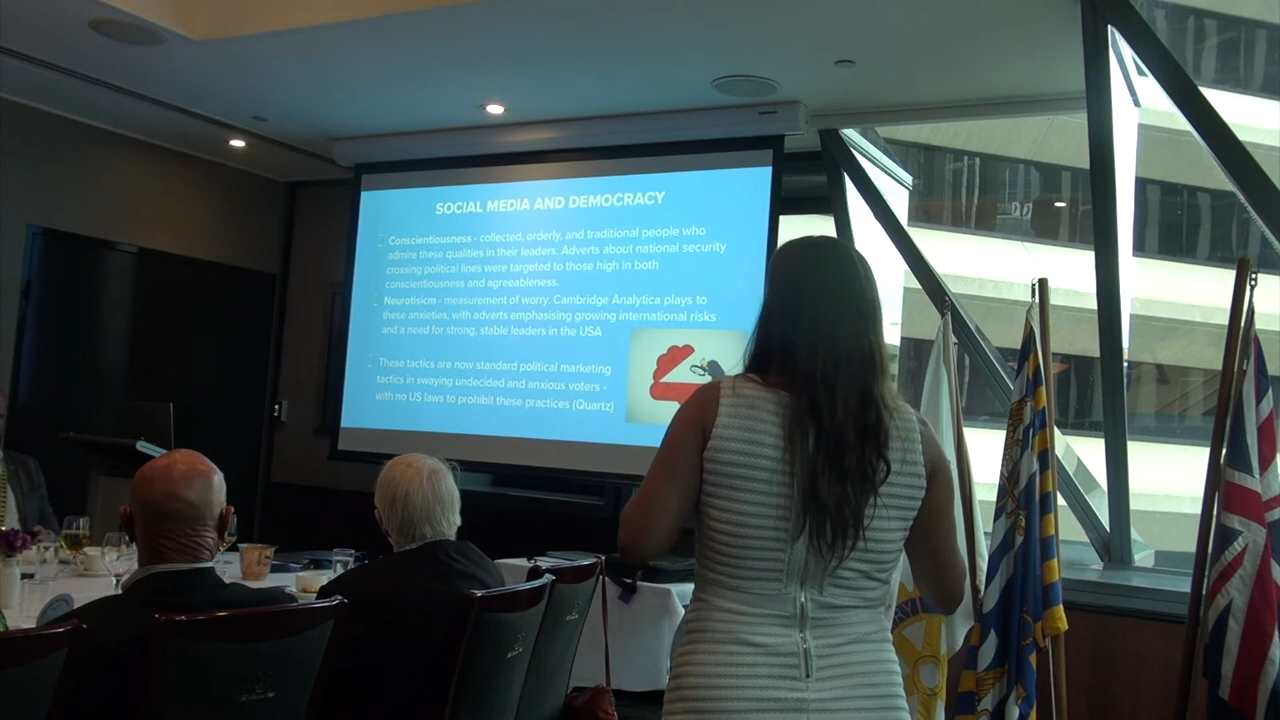 SOCIAL MEDIA AND DEMOCRACY
Conscientiousness - collected, orderly, and traditional people who
admire these qualities in their leaders. Adverts about national security
crossing political lines were targeted to those high in both
conscientiousness and agreeableness.
Neurotisicm - measurement of worry. Cambridge Analytica plays to
these anxieties, with adverts emphasising growing international risks
and a need for strong, stable leaders in the USA
These tactics are now standard political marketing
tactics in swaying undecided and anxious voters -
with no US laws to prohibit these practices (Quartz)